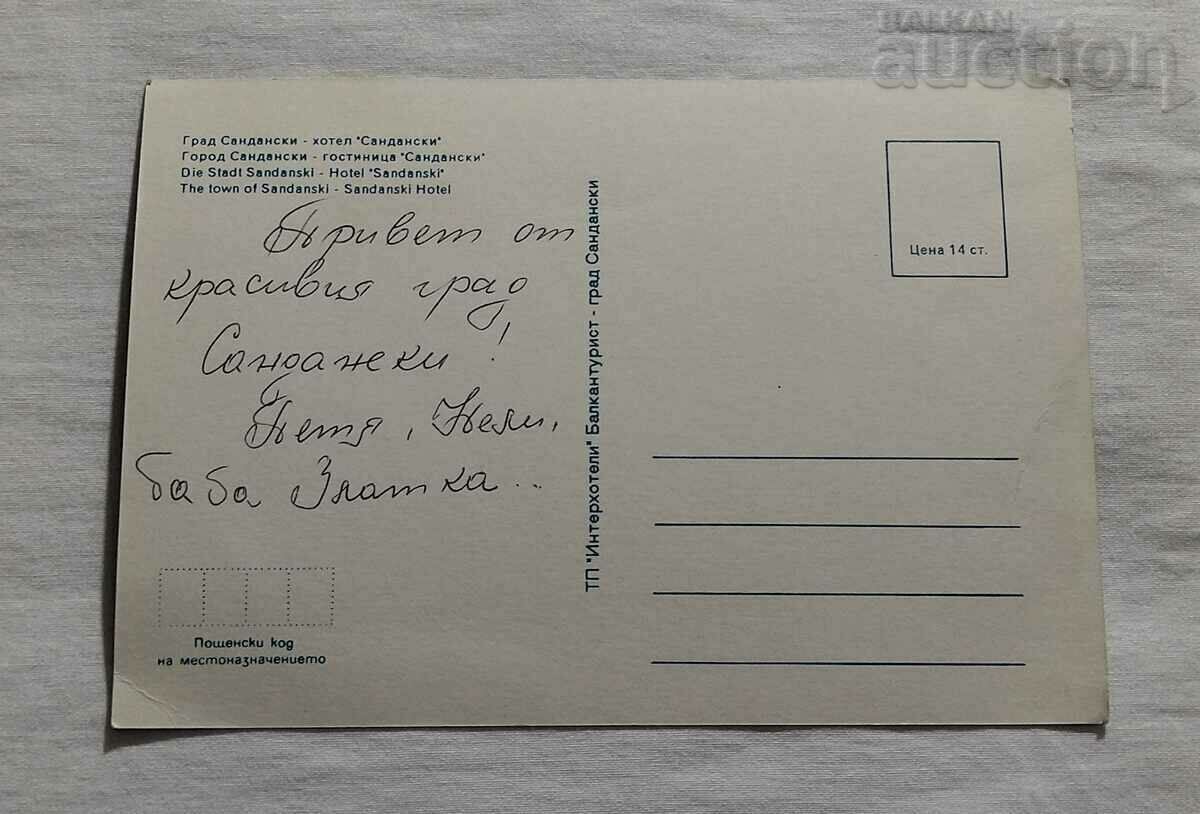 BALKAN
auction
Град Сандански - хотел "Сандански"
Город Сандански - гостиница "Сандански"
Die Stadt Sandanski - Hotel "Sandanski"
The town of Sandanski - Sandanski Hotel
Привет от
красивия град
Сандански!
Петя, Нели,
баба Златка..
Пощенски код
на местоназначението
ТП "Интерхотели" Балкантурист - град Сандански
Цена 14 ст.